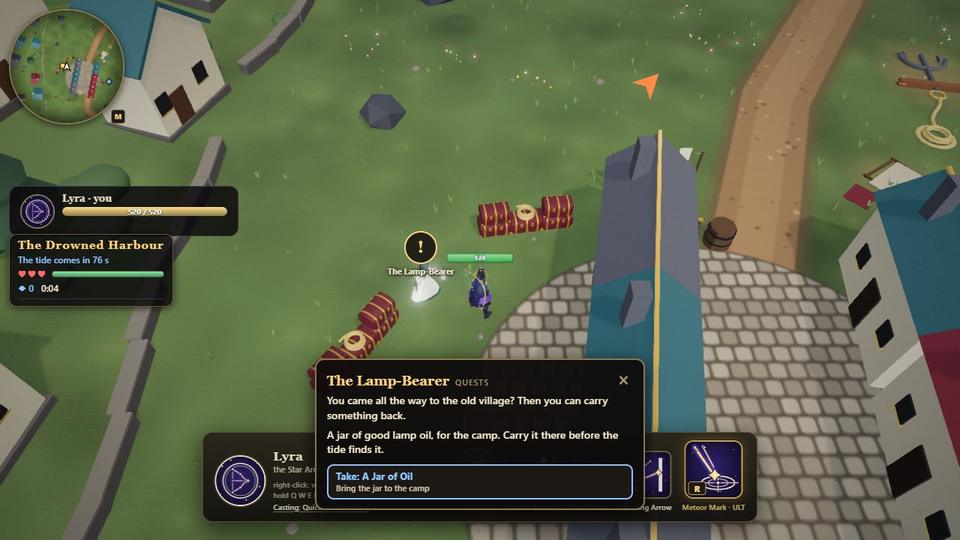 M
Lyra · you
520 / 520
The Drowned Harbour
The tide comes in 76 s
0 0:04
!
520
The Lamp-Bearer
The Lamp-Bearer QUESTS
You came all the way to the old village? Then you can carry
something back.
A jar of good lamp oil, for the camp. Carry it there before the
tide finds it.
Take: A Jar of Oil
Bring the jar to the camp
Lyra
the Star Ar
right-click: w
hold Q W E
Casting: Quic
ng Arrow
R
Meteor Mark · ULT